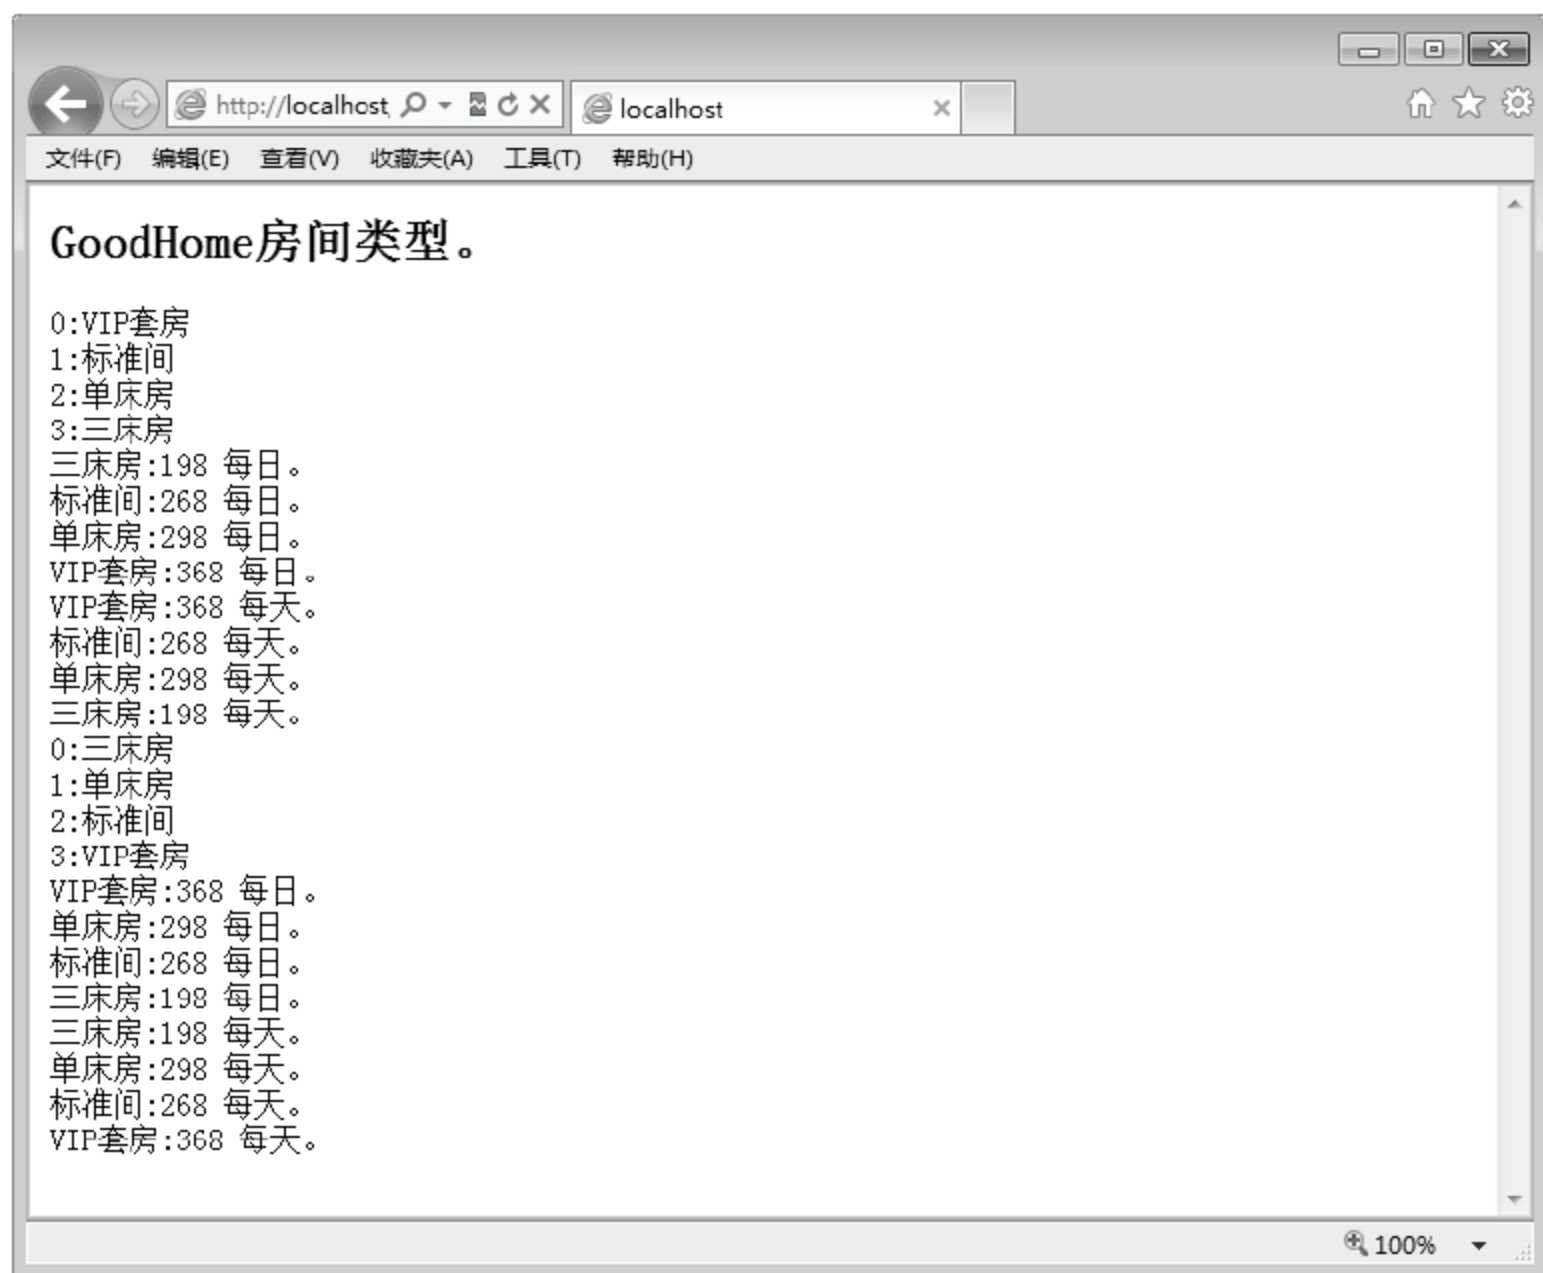 http://localhost
localhost
文件(F) 编辑(E) 查看(V) 收藏夹(A) 工具(T) 帮助(H)
GoodHome房间类型。
0:VIP套房
1:标准间
2:单床房
3:三床房
三床房:198 每日。
标准间:268 每日。
单床房:298 每日。
VIP套房:368 每日。
VIP套房:368 每天。
标准间:268 每天。
单床房:298 每天。
三床房:198 每天。
0:三床房
1:单床房
2:标准间
3:VIP套房
VIP套房:368 每日。
单床房:298 每日。
标准间:268 每日。
三床房:198 每日。
三床房:198 每天。
单床房:298 每天。
标准间:268 每天。
VIP套房:368 每天。
100%